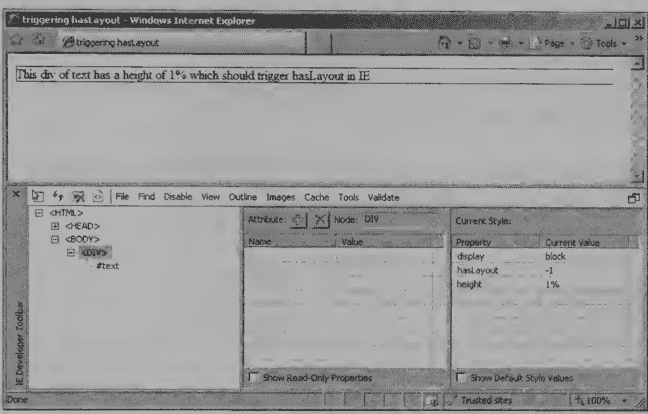 triggering hasLayout - Windows Internet Explorer
triggering hasLayout
Page Tools »
This div of text has a height of 1% which should trigger hasLayout in IE
File Find Disable View Outline Images Cache Tools Validate
<HTML>
<HEAD>
<BODY>
<DIV>
#text
Attribute: Node: DIV
Name Value
Show Read-Only Properties
Current Style:
Property Current Value
display block
hasLayout -1
height 1%
Show Default Style Values
IE Developer Toolbar
Done Trusted sites 100%